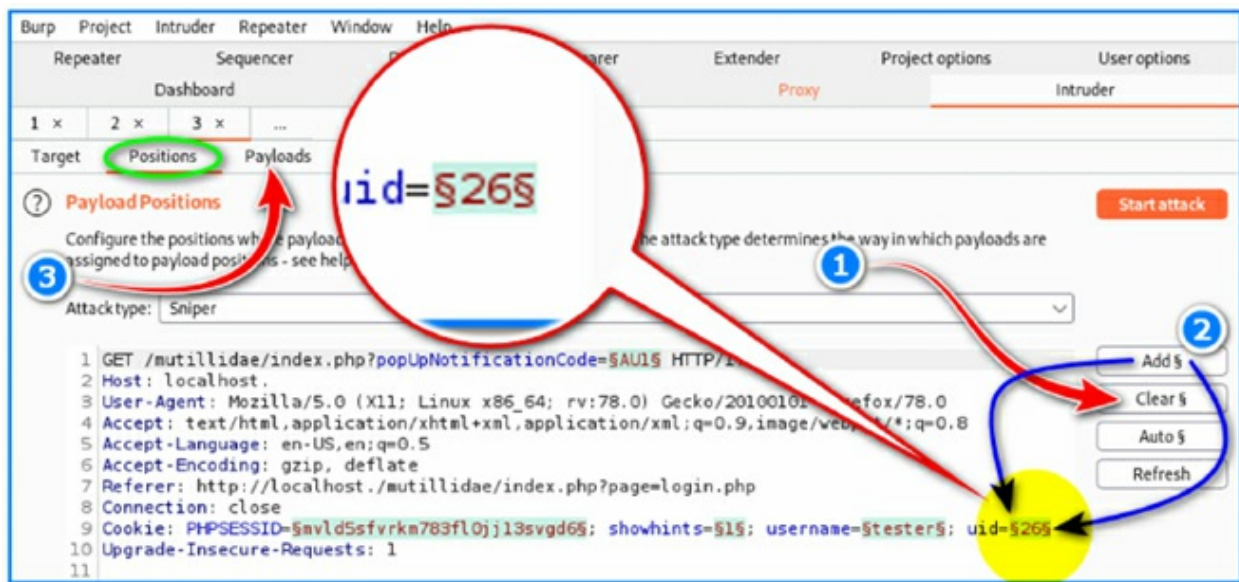 Burp Project Intruder Repeater Window Help
Repeater Sequencer Extender Project options User options
Dashboard Proxy Intruder
1 × 2 × 3 × ...
Target Positions Payloads
uid=§26§
? Payload Positions Start attack
Configure the positions where payload he attack type determines the way in which payloads are
assigned to payload positions - see help
3
1
Attack type: Sniper
2
1 GET /mutillidae/index.php?popUpNotificationCode=§AU1§ HTTP/1.
Add §
2 Host: localhost.
3 User-Agent: Mozilla/5.0 (X11; Linux x86_64; rv:78.0) Gecko/20100101 refox/78.0
Clear §
4 Accept: text/html,application/xhtml+xml,application/xml;q=0.9,image/webp,*/*;q=0.8
5 Accept-Language: en-US,en;q=0.5
Auto §
6 Accept-Encoding: gzip, deflate
7 Referer: http://localhost./mutillidae/index.php?page=login.php
Refresh
8 Connection: close
9 Cookie: PHPSESSID=§mvld5sfvrkm783fl0jj13svgd6§; showhints=§1§; username=§tester§; uid=§26§
10 Upgrade-Insecure-Requests: 1
11